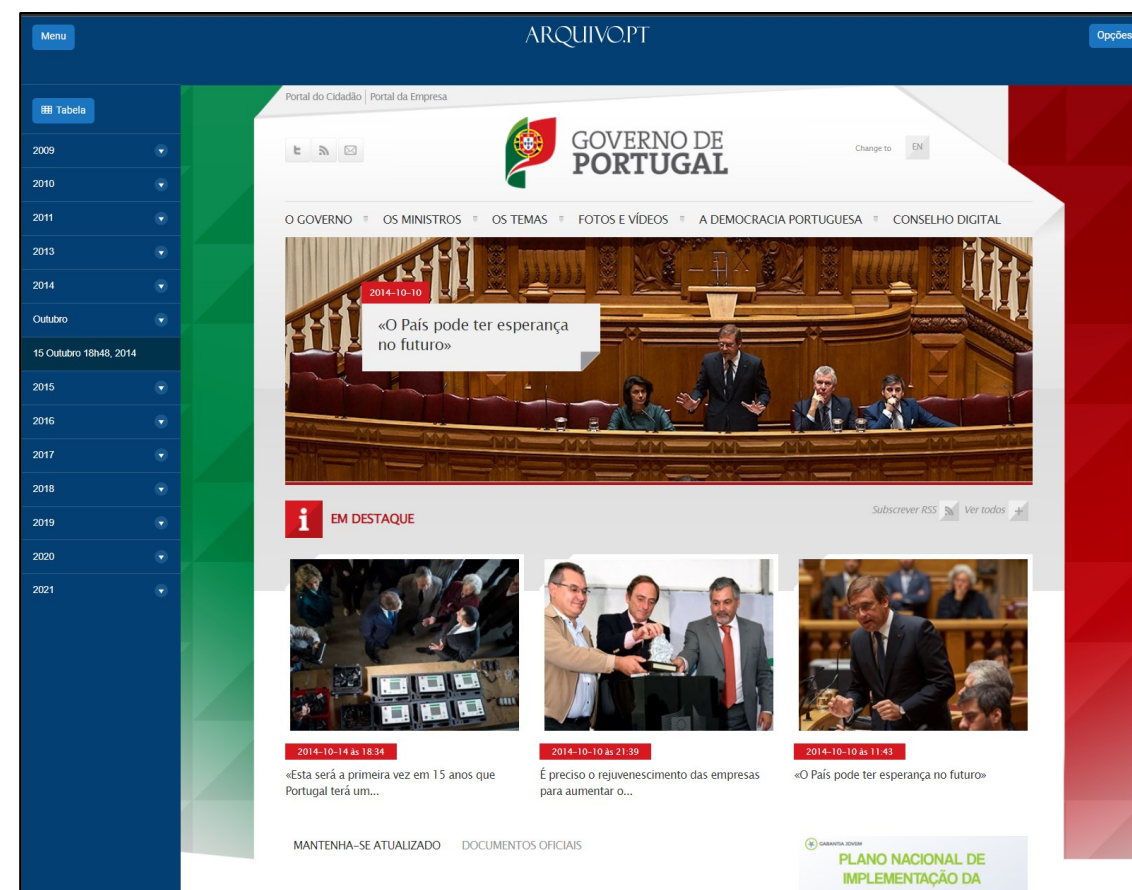 Menu
ARQUIVO.PT
Opções
Tabela
2009
2010
2011
2013
2014
Outubro
15 Outubro 18h48, 2014
2015
2016
2017
2018
2019
2020
2021
Portal do Cidadão | Portal da Empresa
GOVERNO DE
PORTUGAL
Change to EN
O GOVERNO OS MINISTROS OS TEMAS FOTOS E VÍDEOS A DEMOCRACIA PORTUGUESA CONSELHO DIGITAL
2014-10-10
«O País pode ter esperança
no futuro»
EM DESTAQUE
Subscrever RSS Ver todos
2014-10-14 às 18:34
«Esta será a primeira vez em 15 anos que
Portugal terá um...
2014-10-10 às 21:39
É preciso o rejuvenescimento das empresas
para aumentar o...
2014-10-10 às 11:43
«O País pode ter esperança no futuro»
MANTENHA-SE ATUALIZADO DOCUMENTOS OFICIAIS
GARANTIA JOVEM
PLANO NACIONAL DE
IMPLEMENTAÇÃO DA